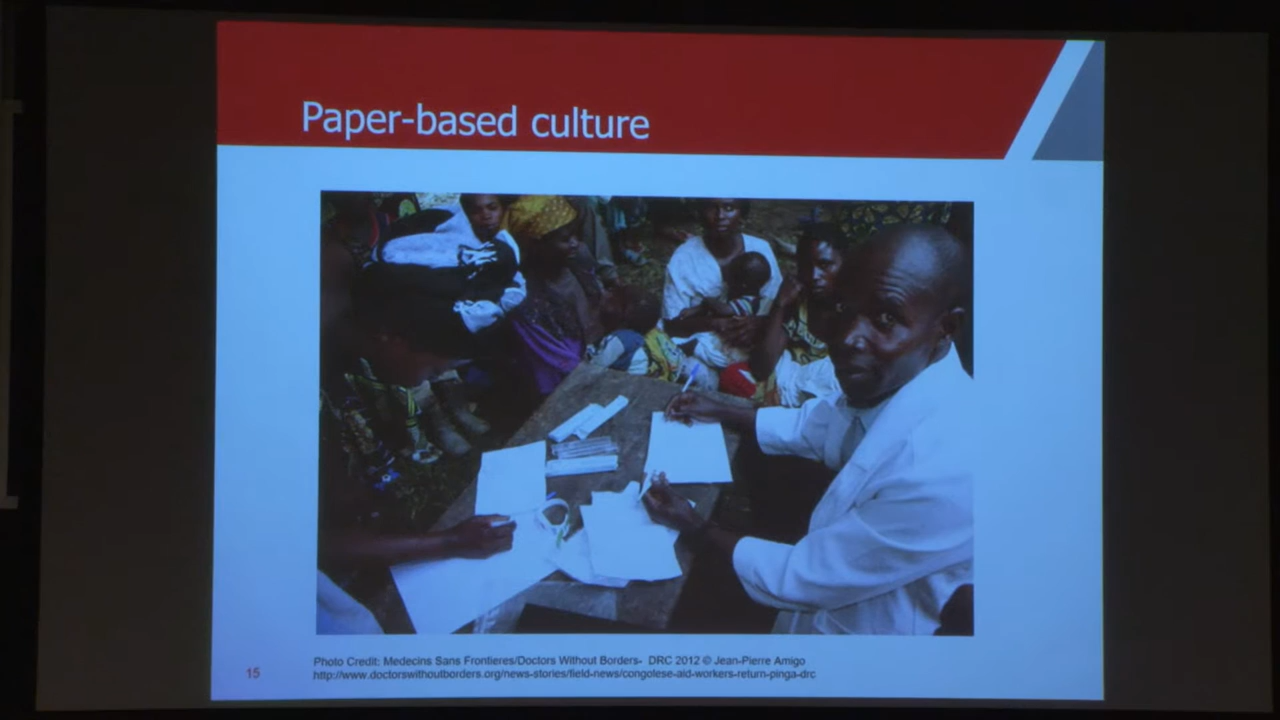 Paper-based culture
Photo Credit: Medecins Sans Frontieres/Doctors Without Borders- DRC 2012 © Jean-Pierre Amigo
15
http://www.doctorswithoutborders.org/news-stories/field-news/congolese-aid-workers-return-pinga-drc